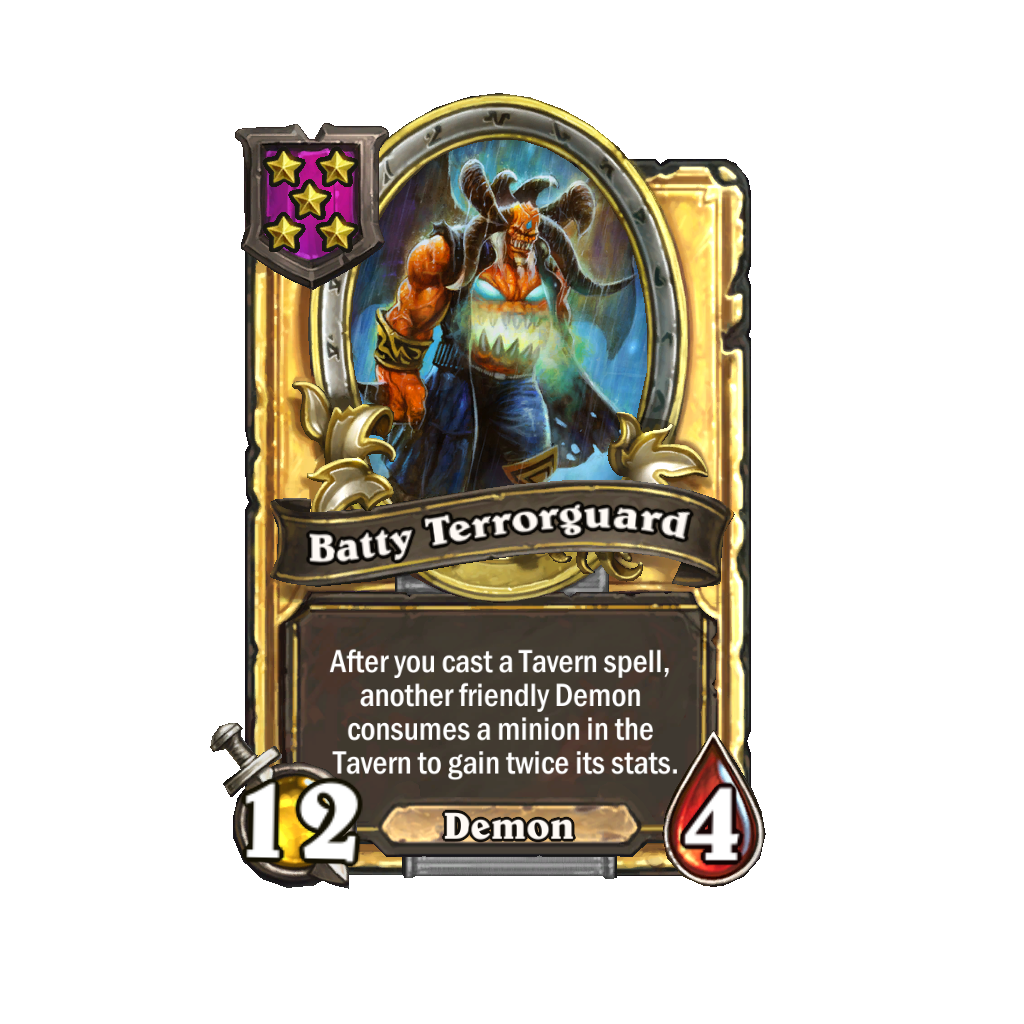 Batty Terrorguard
After you cast a Tavern spell,
another friendly Demon
consumes a minion in the
Tavern to gain twice its stats.
12
Demon
4